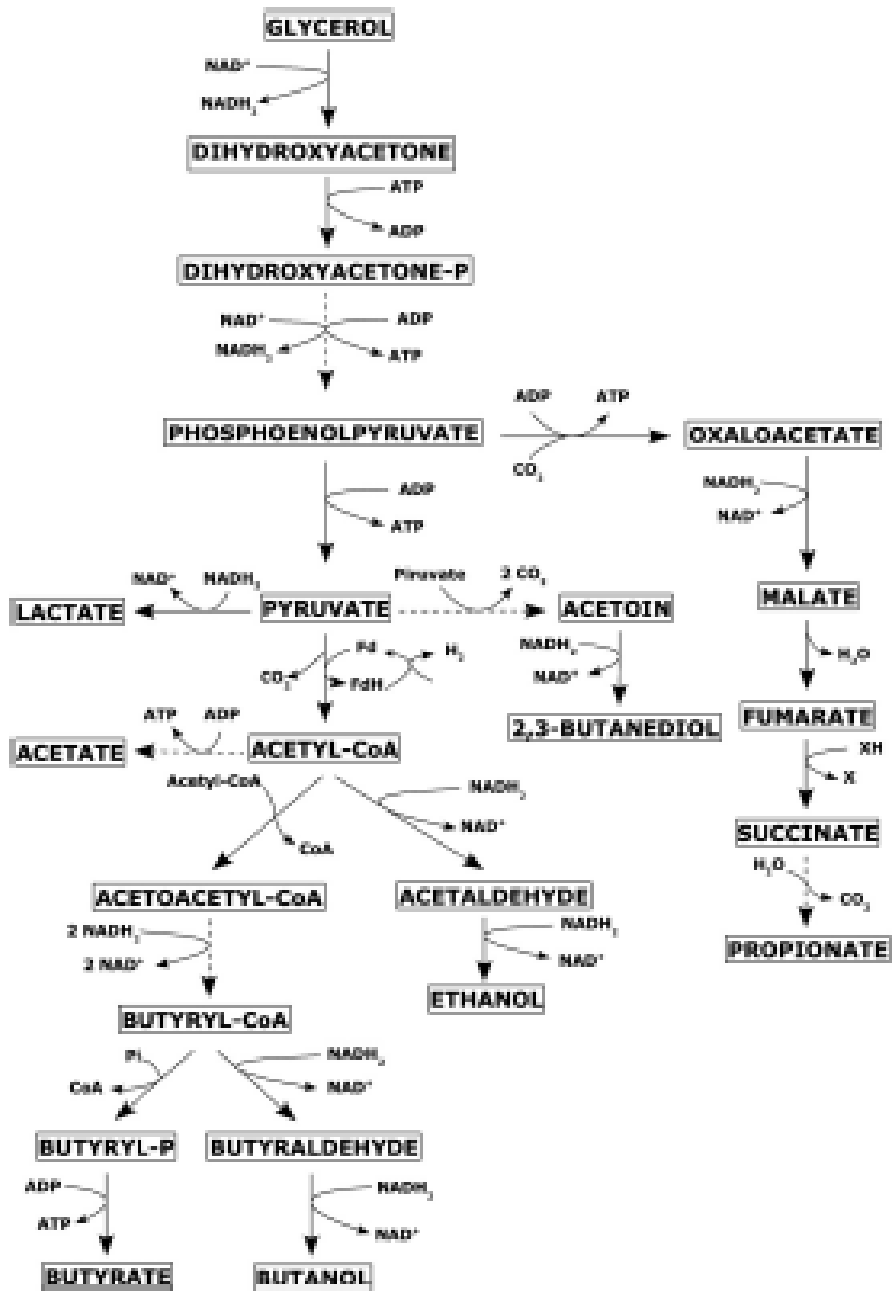 GLYCEROL
NAD⁺
NADH₂
DIHYDROXYACETONE
ATP
ADP
DIHYDROXYACETONE-P
NAD⁺ ADP
NADH₂ ATP
ADP ATP
PHOSPHOENOLPYRUVATE OXALOACETATE
CO₂
ADP NADH₂
ATP NAD⁺
NAD⁺ NADH₂ Piruvate 2 CO₂
LACTATE PYRUVATE ACETOIN MALATE
Fd H₂ NADH₂
CO₂ FdH NAD⁺ H₂O
ATP ADP
ACETATE ACETYL-CoA 2,3-BUTANEDIOL FUMARATE
XH
X
Acetyl-CoA NADH₂
CoA NAD⁺
SUCCINATE
H₂O
CO₂
ACETOACETYL-CoA ACETALDEHYDE
2 NADH₂ NADH₂
2 NAD⁺ NAD⁺
PROPIONATE
BUTYRYL-CoA ETHANOL
Pi NADH₂
CoA NAD⁺
BUTYRYL-P BUTYRALDEHYDE
ADP NADH₂
ATP NAD⁺
BUTYRATE BUTANOL